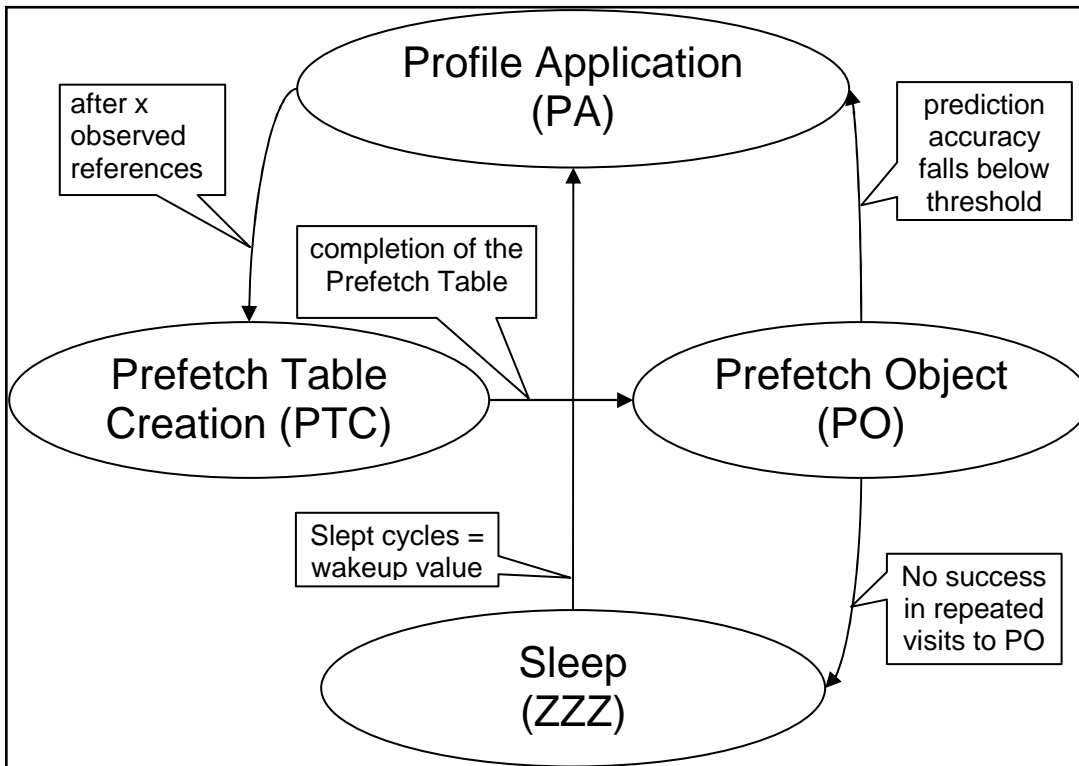 Profile Application
(PA)
after x
observed
references
prediction
accuracy
falls below
threshold
completion of the
Prefetch Table
Prefetch Table
Creation (PTC)
Prefetch Object
(PO)
Slept cycles =
wakeup value
No success
in repeated
visits to PO
Sleep
(ZZZ)